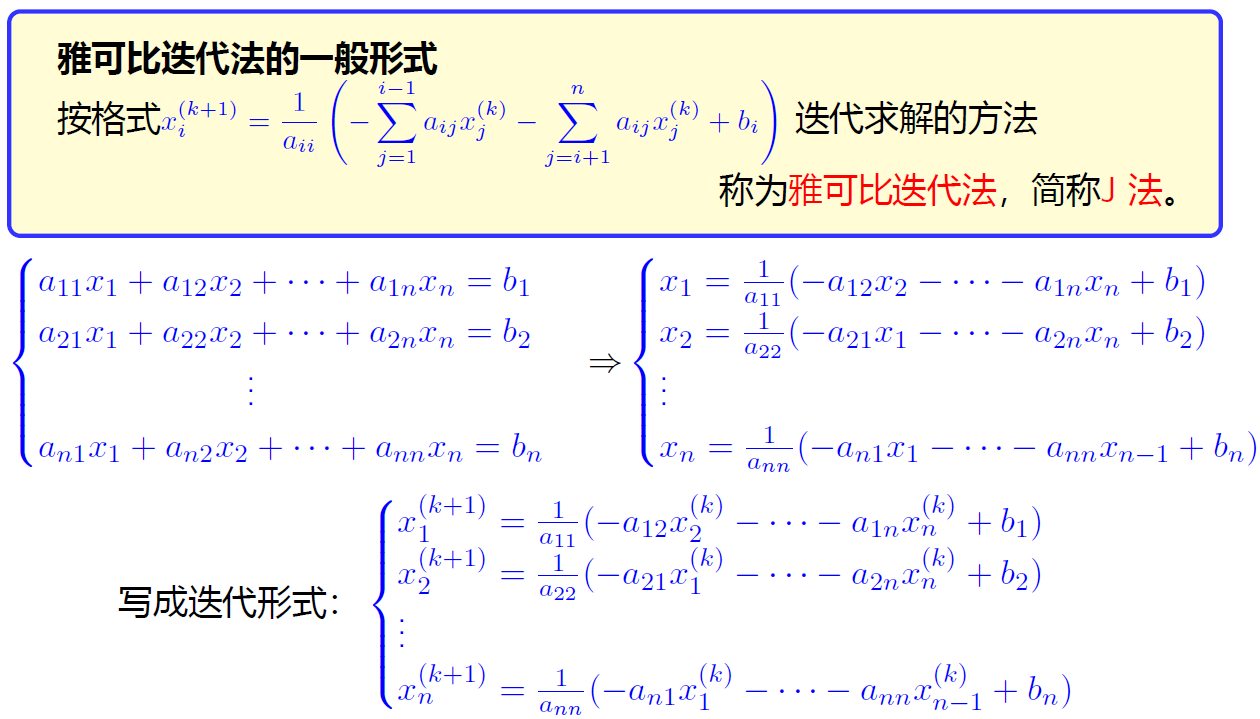 雅可比迭代法的一般形式
按格式$x_i^{(k+1)} = \frac{1}{a_{ii}} \left( -\sum_{j=1}^{i-1} a_{ij} x_j^{(k)} - \sum_{j=i+1}^{n} a_{ij} x_j^{(k)} + b_i \right)$ 迭代求解的方法
称为雅可比迭代法，简称J 法。
$\begin{cases} a_{11}x_1 + a_{12}x_2 + \cdots + a_{1n}x_n = b_1 \\ a_{21}x_1 + a_{22}x_2 + \cdots + a_{2n}x_n = b_2 \\ \vdots \\ a_{n1}x_1 + a_{n2}x_2 + \cdots + a_{nn}x_n = b_n \end{cases} \Rightarrow \begin{cases} x_1 = \frac{1}{a_{11}}(-a_{12}x_2 - \cdots - a_{1n}x_n + b_1) \\ x_2 = \frac{1}{a_{22}}(-a_{21}x_1 - \cdots - a_{2n}x_n + b_2) \\ \vdots \\ x_n = \frac{1}{a_{nn}}(-a_{n1}x_1 - \cdots - a_{nn}x_{n-1} + b_n) \end{cases}$
写成迭代形式： $\begin{cases} x_1^{(k+1)} = \frac{1}{a_{11}}(-a_{12}x_2^{(k)} - \cdots - a_{1n}x_n^{(k)} + b_1) \\ x_2^{(k+1)} = \frac{1}{a_{22}}(-a_{21}x_1^{(k)} - \cdots - a_{2n}x_n^{(k)} + b_2) \\ \vdots \\ x_n^{(k+1)} = \frac{1}{a_{nn}}(-a_{n1}x_1^{(k)} - \cdots - a_{nn}x_{n-1}^{(k)} + b_n) \end{cases}$